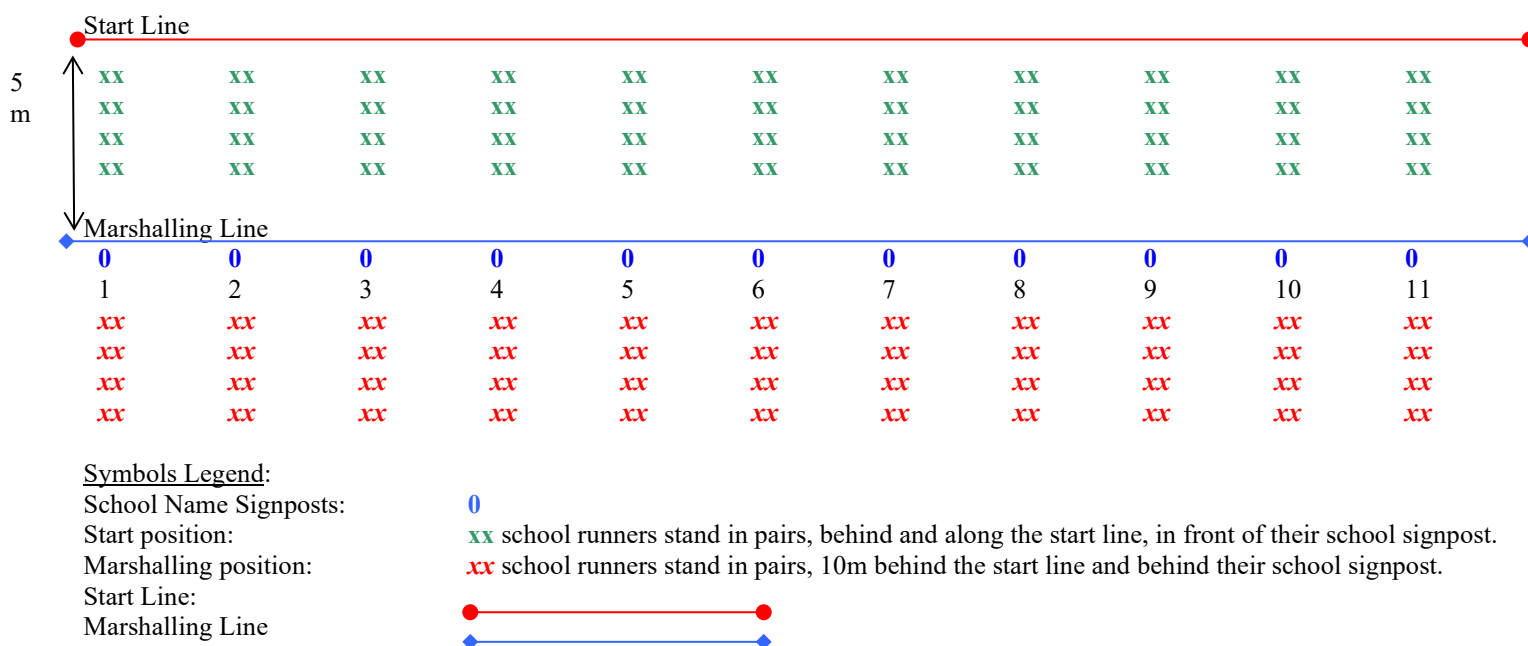 Start Line
5
m
xx xx xx xx xx xx xx xx xx xx xx
xx xx xx xx xx xx xx xx xx xx xx
xx xx xx xx xx xx xx xx xx xx xx
xx xx xx xx xx xx xx xx xx xx xx
Marshalling Line
0 0 0 0 0 0 0 0 0 0 0
1 2 3 4 5 6 7 8 9 10 11
xx xx xx xx xx xx xx xx xx xx xx
xx xx xx xx xx xx xx xx xx xx xx
xx xx xx xx xx xx xx xx xx xx xx
xx xx xx xx xx xx xx xx xx xx xx
Symbols Legend:
School Name Signposts: 0
Start position: xx school runners stand in pairs, behind and along the start line, in front of their school signpost.
Marshalling position: xx school runners stand in pairs, 10m behind the start line and behind their school signpost.
Start Line:
Marshalling Line